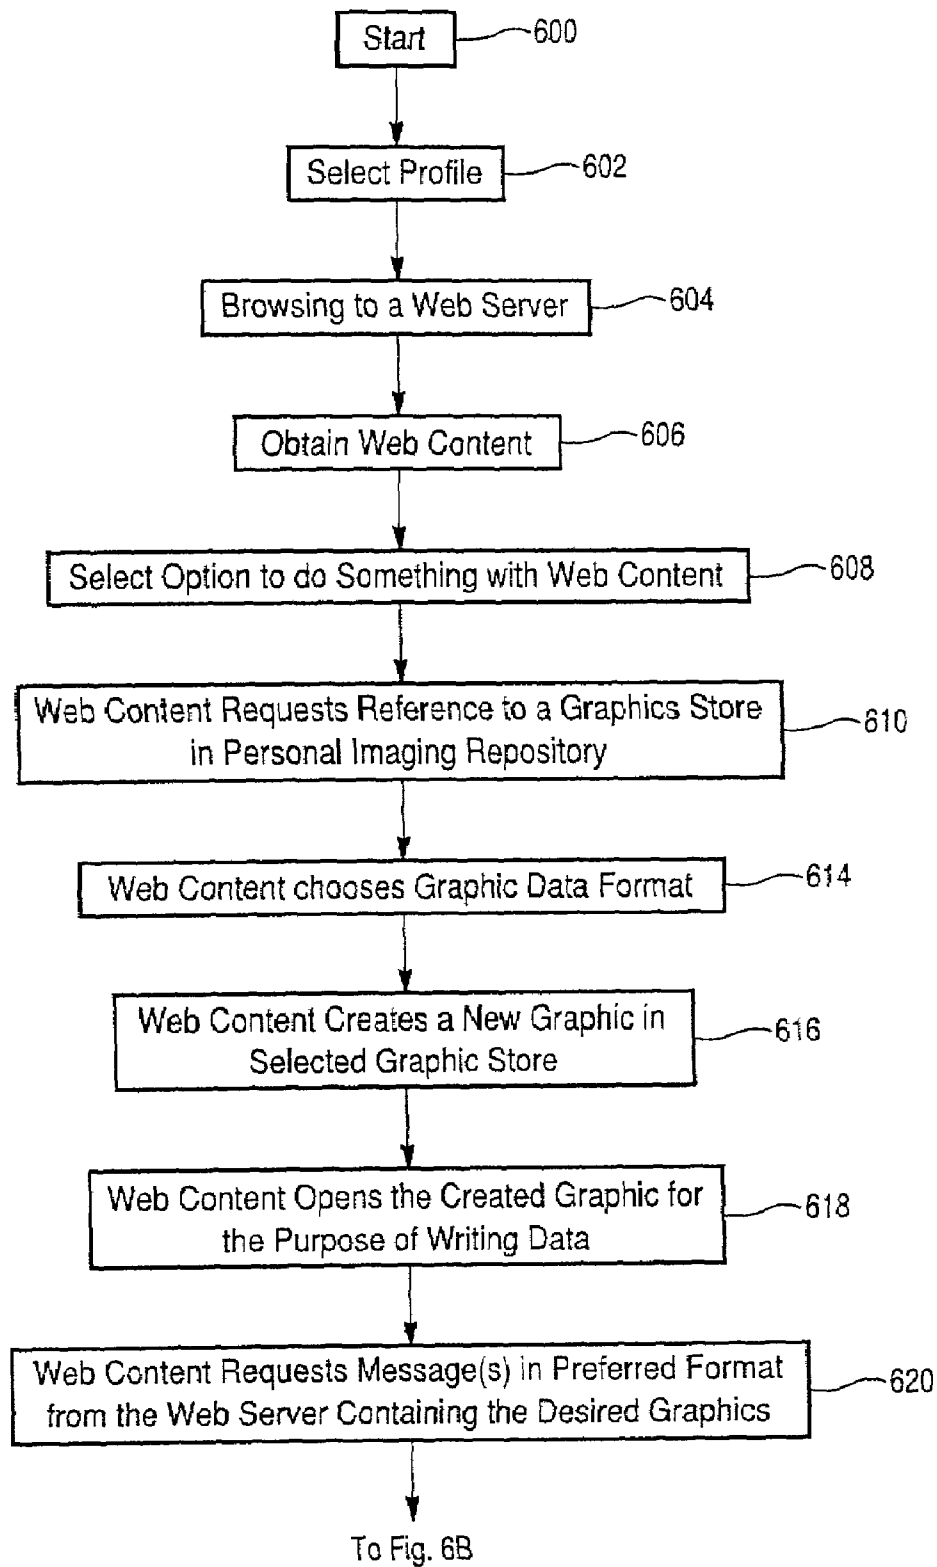 Start
600
Select Profile
602
Browsing to a Web Server
604
Obtain Web Content
606
Select Option to do Something with Web Content
608
Web Content Requests Reference to a Graphics Store
in Personal Imaging Repository
610
Web Content chooses Graphic Data Format
614
Web Content Creates a New Graphic in
Selected Graphic Store
616
Web Content Opens the Created Graphic for
the Purpose of Writing Data
618
Web Content Requests Message(s) in Preferred Format
from the Web Server Containing the Desired Graphics
620
To Fig. 6B